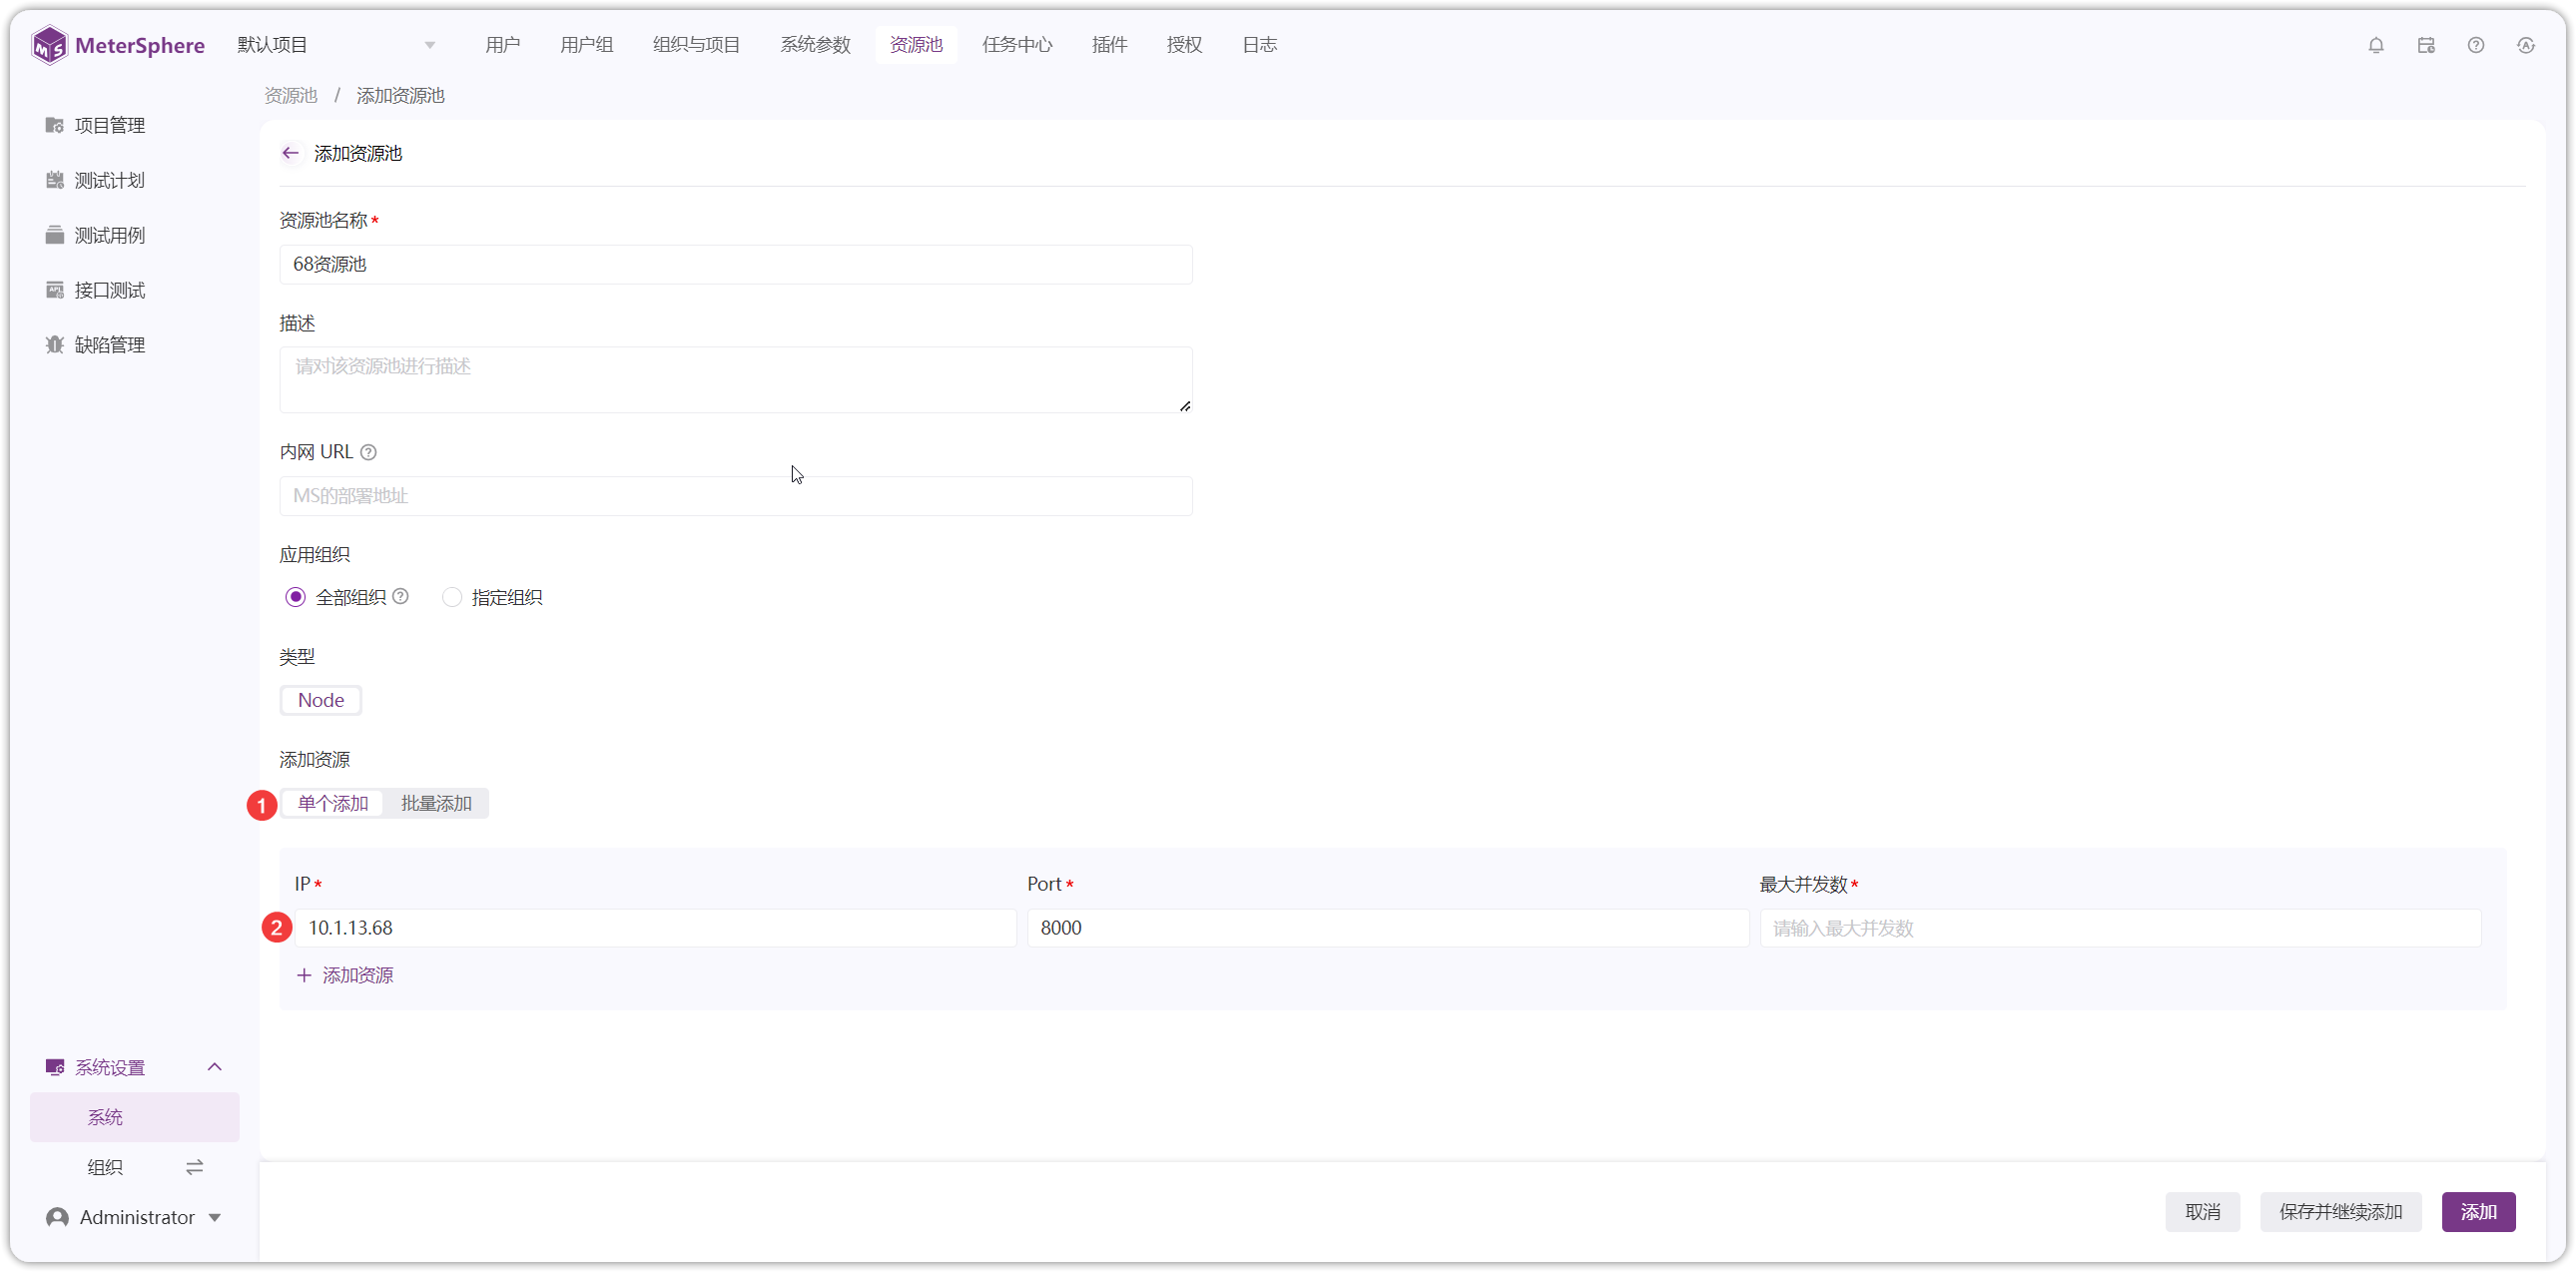 MeterSphere 默认项目 用户 用户组 组织与项目 系统参数 资源池 任务中心 插件 授权 日志
资源池 / 添加资源池
项目管理
测试计划
测试用例
接口测试
缺陷管理
添加资源池
资源池名称*
68资源池
描述
请对该资源池进行描述
内网 URL
MS的部署地址
应用组织
全部组织 指定组织
类型
Node
添加资源
1 单个添加 批量添加
IP* Port* 最大并发数*
2 10.1.13.68 8000 请输入最大并发数
+ 添加资源
系统设置
系统
组织
Administrator
取消 保存并继续添加 添加